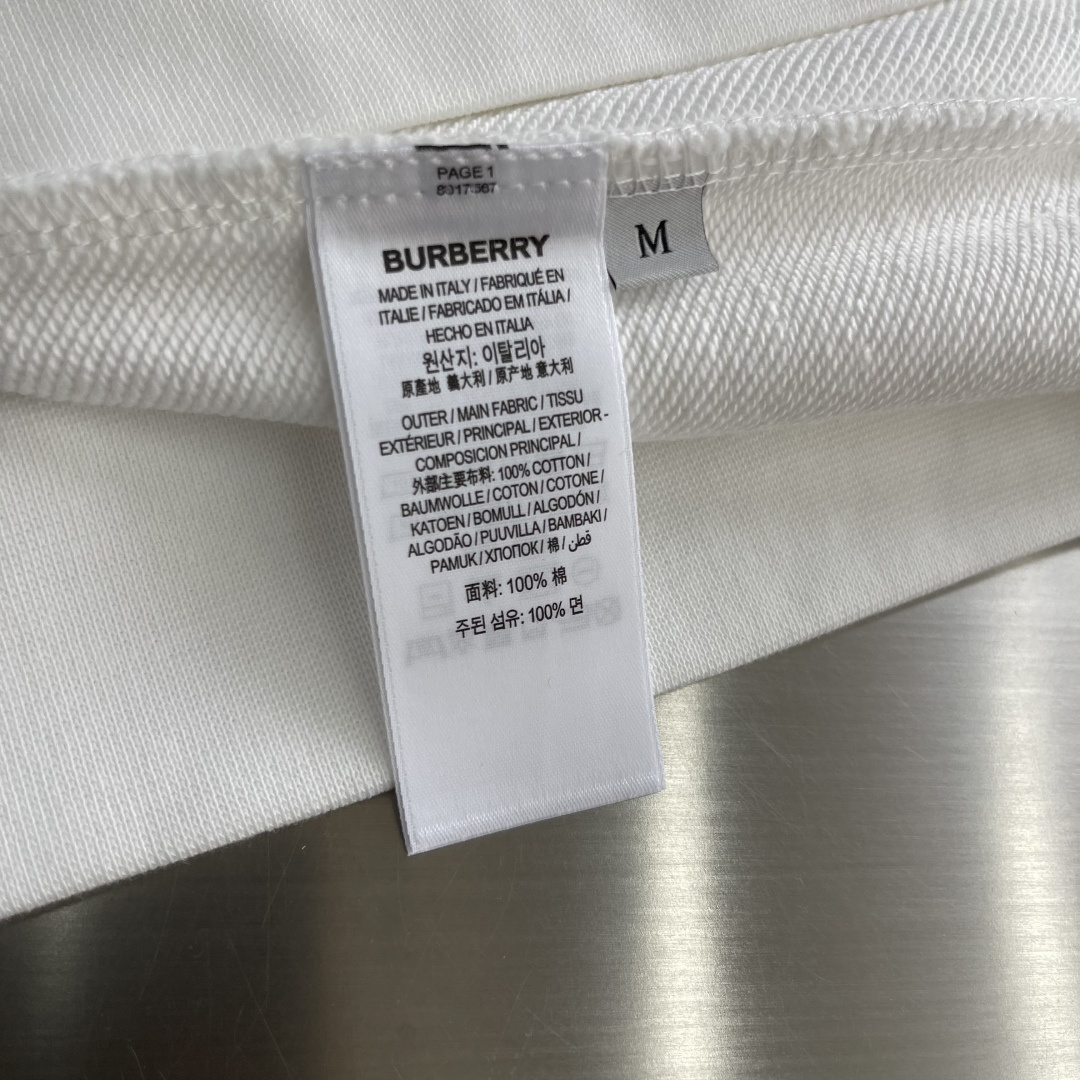 PAGE 1
8017387
BURBERRY
M
MADE IN ITALY / FABRIQUÉ EN
ITALIE / FABRICADO EM ITÁLIA /
HECHO EN ITALIA
원산지: 이탈리아
原產地 義大利 / 原产地 意大利
OUTER / MAIN FABRIC / TISSU
EXTÉRIEUR / PRINCIPAL / EXTERIOR -
COMPOSICION PRINCIPAL /
外部/主要布料: 100% COTTON /
BAUMWOLLE / COTON / COTONE /
KATOEN / BOMULL / ALGODÓN /
ALGODÃO / PUUVILLA / BAMBAKI /
PAMUK / ХЛОПОК / 棉 / قطن
面料: 100% 棉
주된 섬유: 100% 면